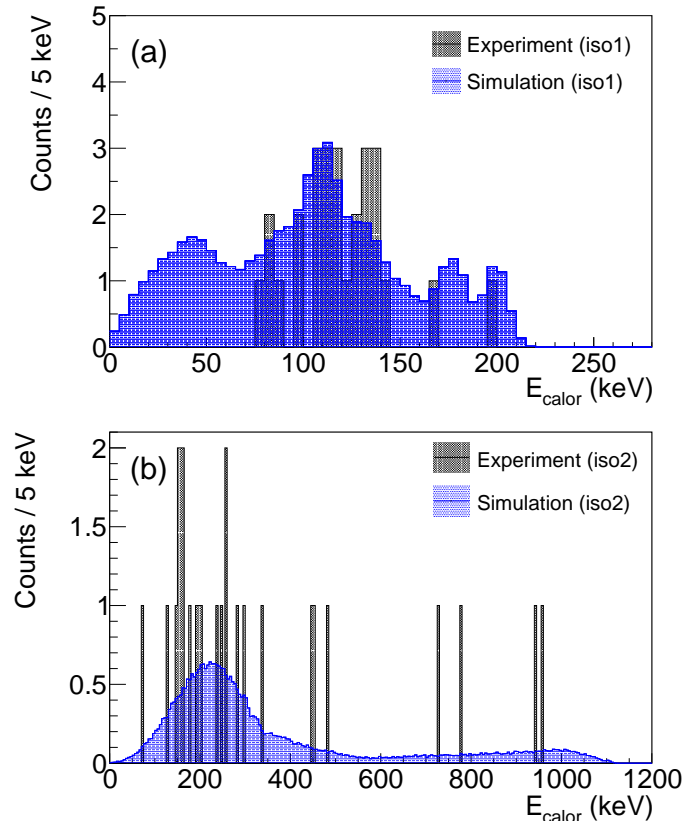 5
(a)
Experiment (iso1)
Simulation (iso1)
4
3
2
1
0
Counts / 5 keV
0 50 100 150 200 250
E_calor (keV)
2
(b)
Experiment (iso2)
Simulation (iso2)
1.5
1
0.5
0
Counts / 5 keV
0 200 400 600 800 1000 1200
E_calor (keV)